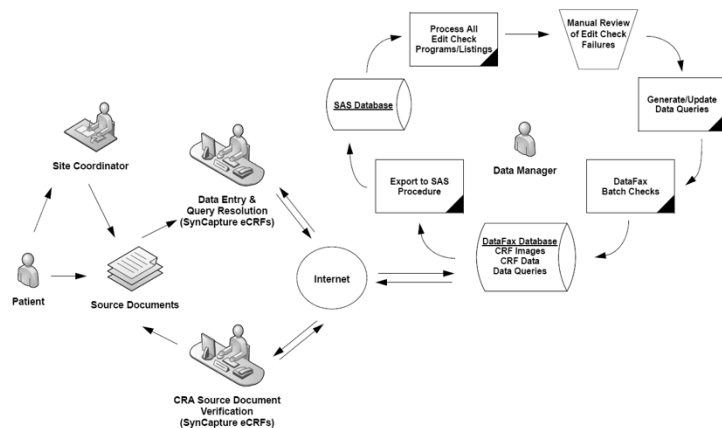 Process All
Edit Check
Programs/Listings
Manual Review
of Edit Check
Failures
SAS Database
Generate/Update
Data Queries
Site Coordinator
Data Manager
Data Entry &
Query Resolution
(SynCapture eCRFs)
Export to SAS
Procedure
DataFax
Batch Checks
DataFax Database
CRF Images
CRF Data
Data Queries
Internet
Patient
Source Documents
CRA Source Document
Verification
(SynCapture eCRFs)